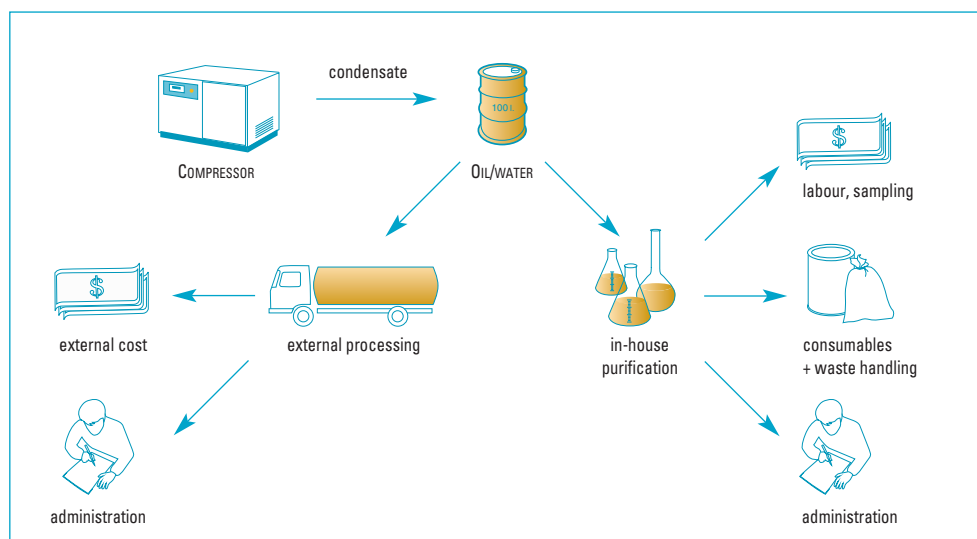 condensate
100 l.
COMPRESSOR
OIL/WATER
$
labour, sampling
$
external cost
external processing
in-house
purification
consumables
+ waste handling
administration
administration